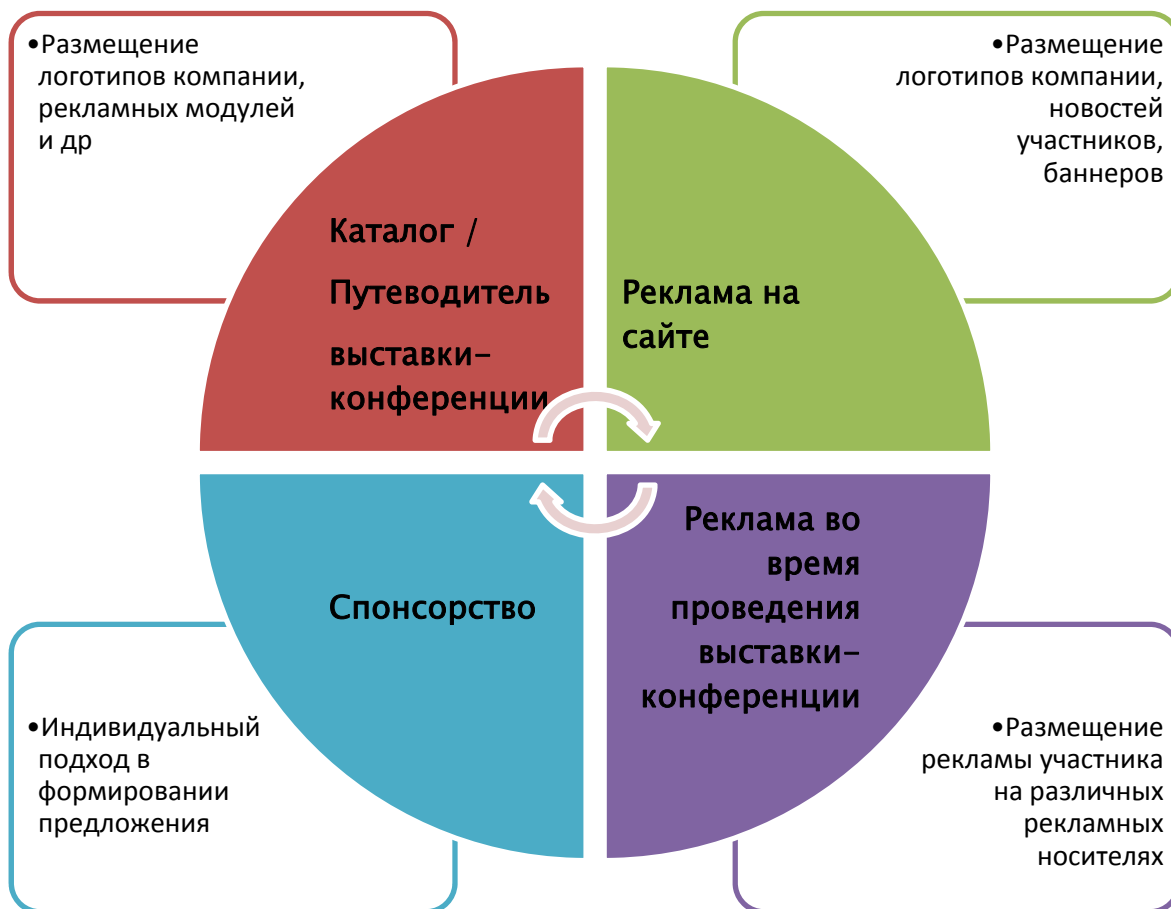 •Размещение
логотипов компании,
рекламных модулей
и др
•Размещение
логотипов компании,
новостей
участников,
баннеров
Каталог /
Путеводитель
выставки–
конференции
Реклама на
сайте
Спонсорство
Реклама во
время
проведения
выставки–
конференции
•Индивидуальный
подход в
формировании
предложения
•Размещение
рекламы участника
на различных
рекламных
носителях